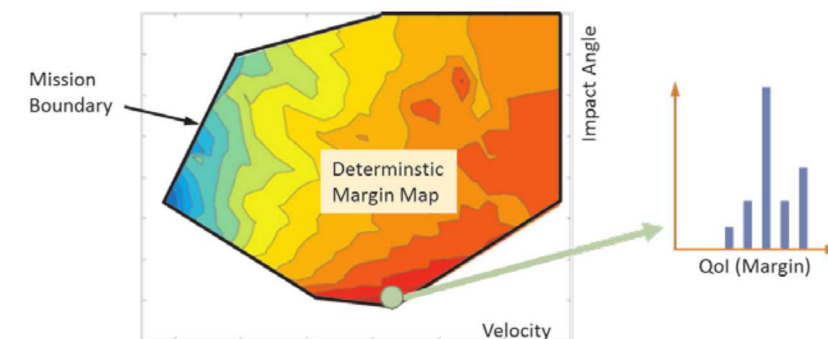 Mission
Boundary
Determinstic
Margin Map
Impact Angle
Velocity
QoI (Margin)